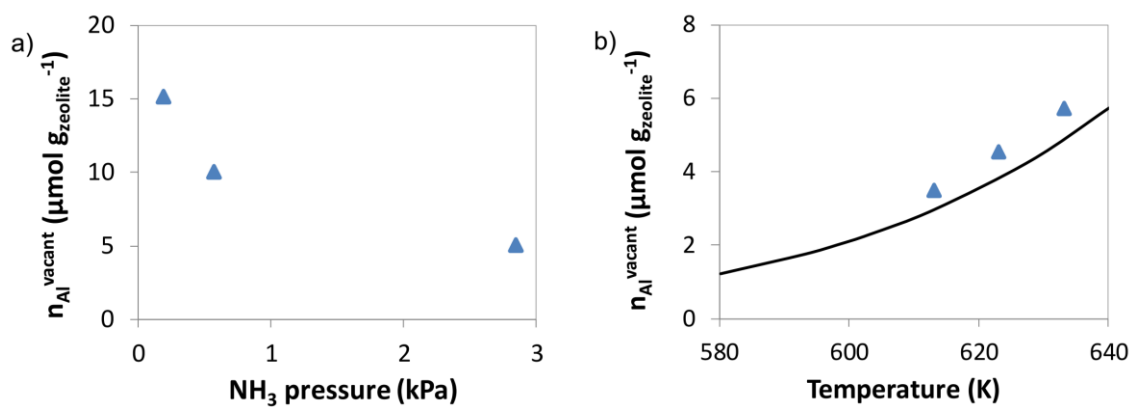 a)
n_Al^vacant (μmol g_zeolite^-1)
20
15
10
5
0
0 1 2 3
NH₃ pressure (kPa)
b)
n_Al^vacant (μmol g_zeolite^-1)
8
6
4
2
0
580 600 620 640
Temperature (K)